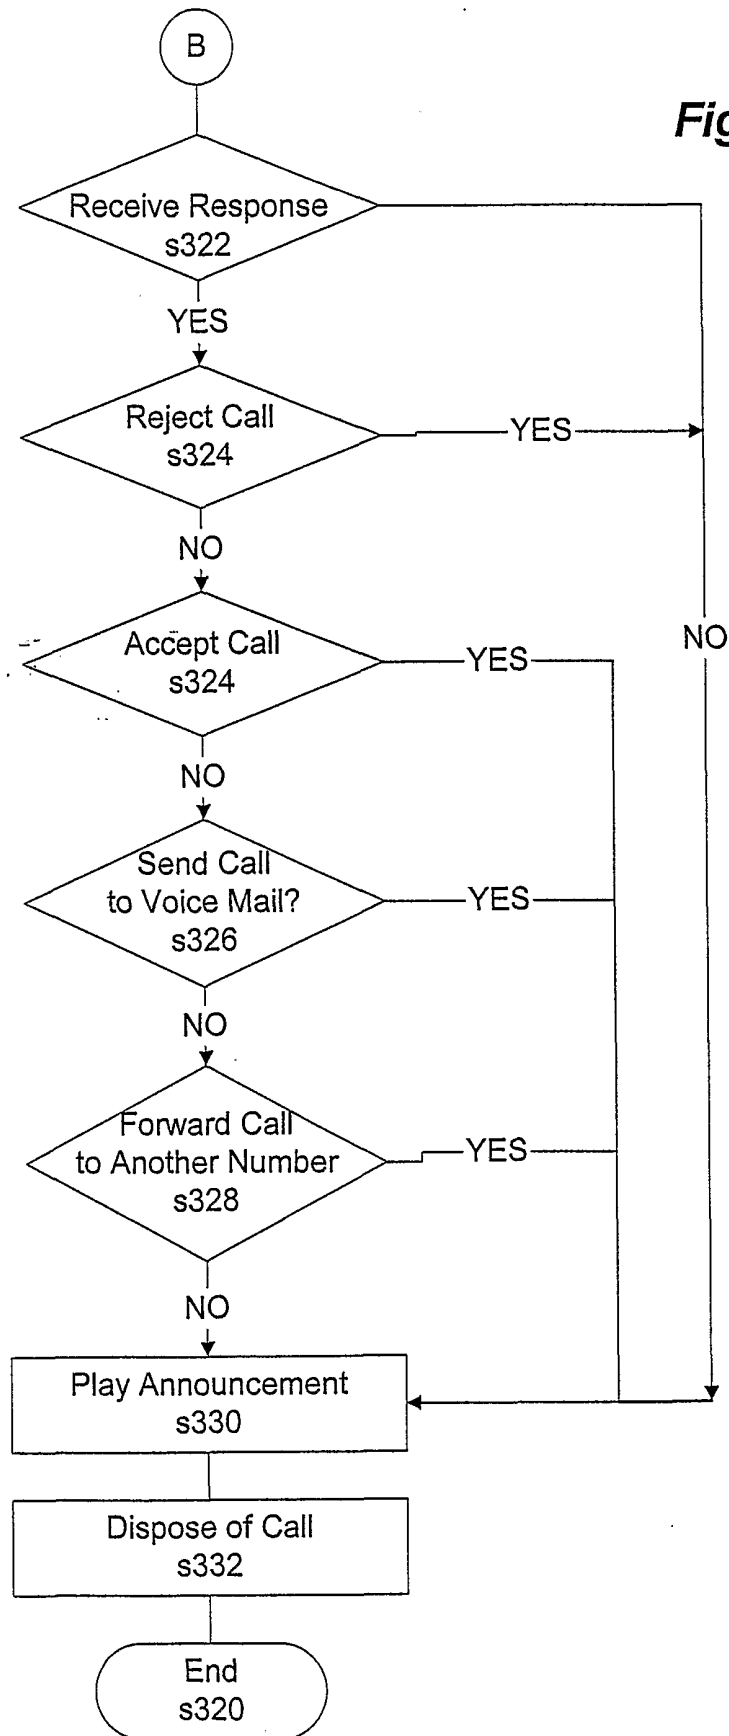 B
Fig
Receive Response
s322
YES
Reject Call
s324
YES
NO
Accept Call
s324
YES
NO
NO
Send Call
to Voice Mail?
s326
YES
NO
Forward Call
to Another Number
s328
YES
NO
Play Announcement
s330
Dispose of Call
s332
End
s320